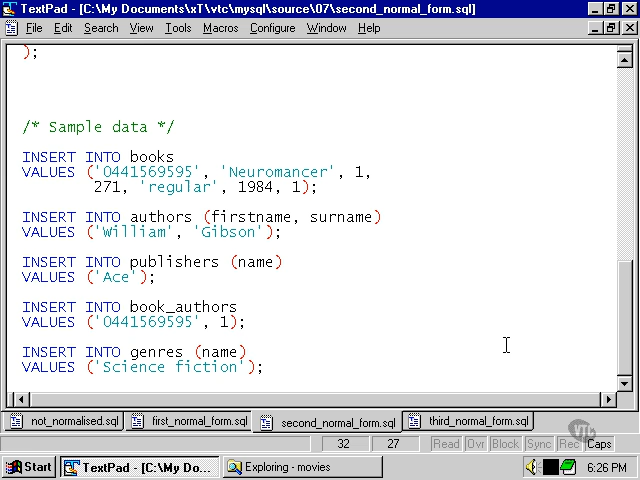 TextPad - [C:\My Documents\xT\vtc\mysql\source\07\second_normal_form.sql]
File Edit Search View Tools Macros Configure Window Help
);
/* Sample data */
INSERT INTO books
VALUES ('0441569595', 'Neuromancer', 1,
271, 'regular', 1984, 1);
INSERT INTO authors (firstname, surname)
VALUES ('William', 'Gibson');
INSERT INTO publishers (name)
VALUES ('Ace');
INSERT INTO book_authors
VALUES ('0441569595', 1);
INSERT INTO genres (name)
VALUES ('Science fiction');
not_normalised.sql first_normal_form.sql second_normal_form.sql third_normal_form.sql
VTC
32 27 Read Ovr Block Sync Rec Caps
Start TextPad - [C:\My Do... Exploring - movies 6:26 PM